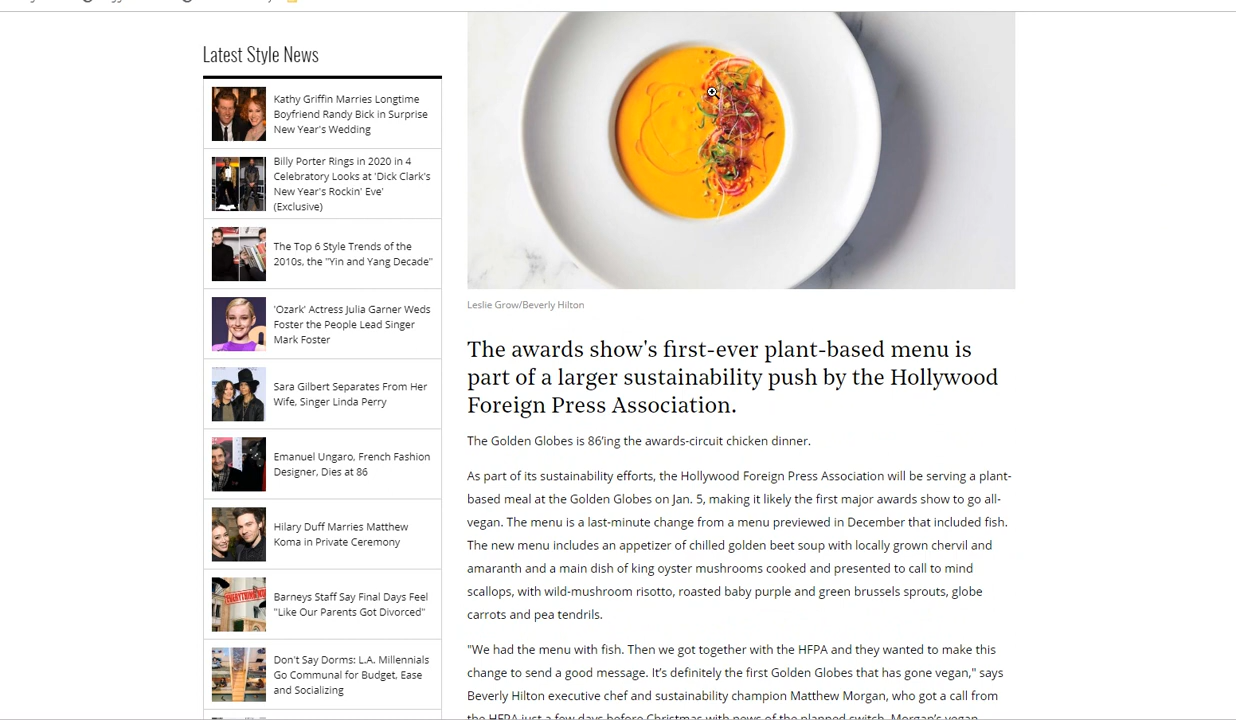 Latest Style News
Kathy Griffin Marries Longtime
Boyfriend Randy Bick in Surprise
New Year's Wedding
Billy Porter Rings in 2020 in 4
Celebratory Looks at 'Dick Clark's
New Year's Rockin' Eve'
(Exclusive)
The Top 6 Style Trends of the
2010s, the "Yin and Yang Decade"
'Ozark' Actress Julia Garner Weds
Foster the People Lead Singer
Mark Foster
Sara Gilbert Separates From Her
Wife, Singer Linda Perry
Emanuel Ungaro, French Fashion
Designer, Dies at 86
Hilary Duff Marries Matthew
Koma in Private Ceremony
Barneys Staff Say Final Days Feel
"Like Our Parents Got Divorced"
Don't Say Dorms: L.A. Millennials
Go Communal for Budget, Ease
and Socializing
Leslie Grow/Beverly Hilton
The awards show's first-ever plant-based menu is
part of a larger sustainability push by the Hollywood
Foreign Press Association.
The Golden Globes is 86'ing the awards-circuit chicken dinner.
As part of its sustainability efforts, the Hollywood Foreign Press Association will be serving a plant-
based meal at the Golden Globes on Jan. 5, making it likely the first major awards show to go all-
vegan. The menu is a last-minute change from a menu previewed in December that included fish.
The new menu includes an appetizer of chilled golden beet soup with locally grown chervil and
amaranth and a main dish of king oyster mushrooms cooked and presented to call to mind
scallops, with wild-mushroom risotto, roasted baby purple and green brussels sprouts, globe
carrots and pea tendrils.
"We had the menu with fish. Then we got together with the HFPA and they wanted to make this
change to send a good message. It's definitely the first Golden Globes that has gone vegan," says
Beverly Hilton executive chef and sustainability champion Matthew Morgan, who got a call from
the HFPA just a few days before Christmas with news of the planned switch. Morgan's vegan